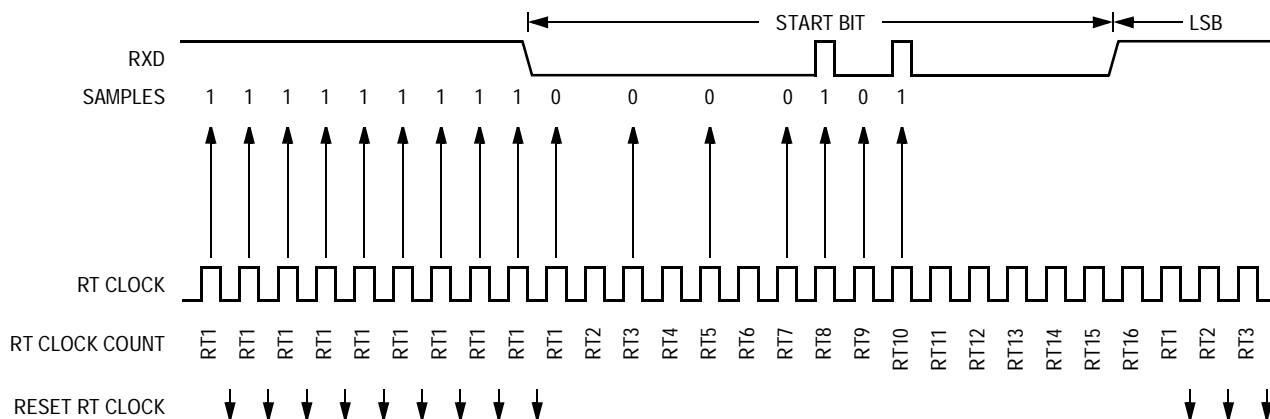 START BIT LSB
RXD
SAMPLES 1 1 1 1 1 1 1 1 1 0 0 0 0 1 0 1
RT CLOCK
RT CLOCK COUNT RT1 RT1 RT1 RT1 RT1 RT1 RT1 RT1 RT1 RT1 RT2 RT3 RT4 RT5 RT6 RT7 RT8 RT9 RT10 RT11 RT12 RT13 RT14 RT15 RT16 RT1 RT2 RT3
RESET RT CLOCK